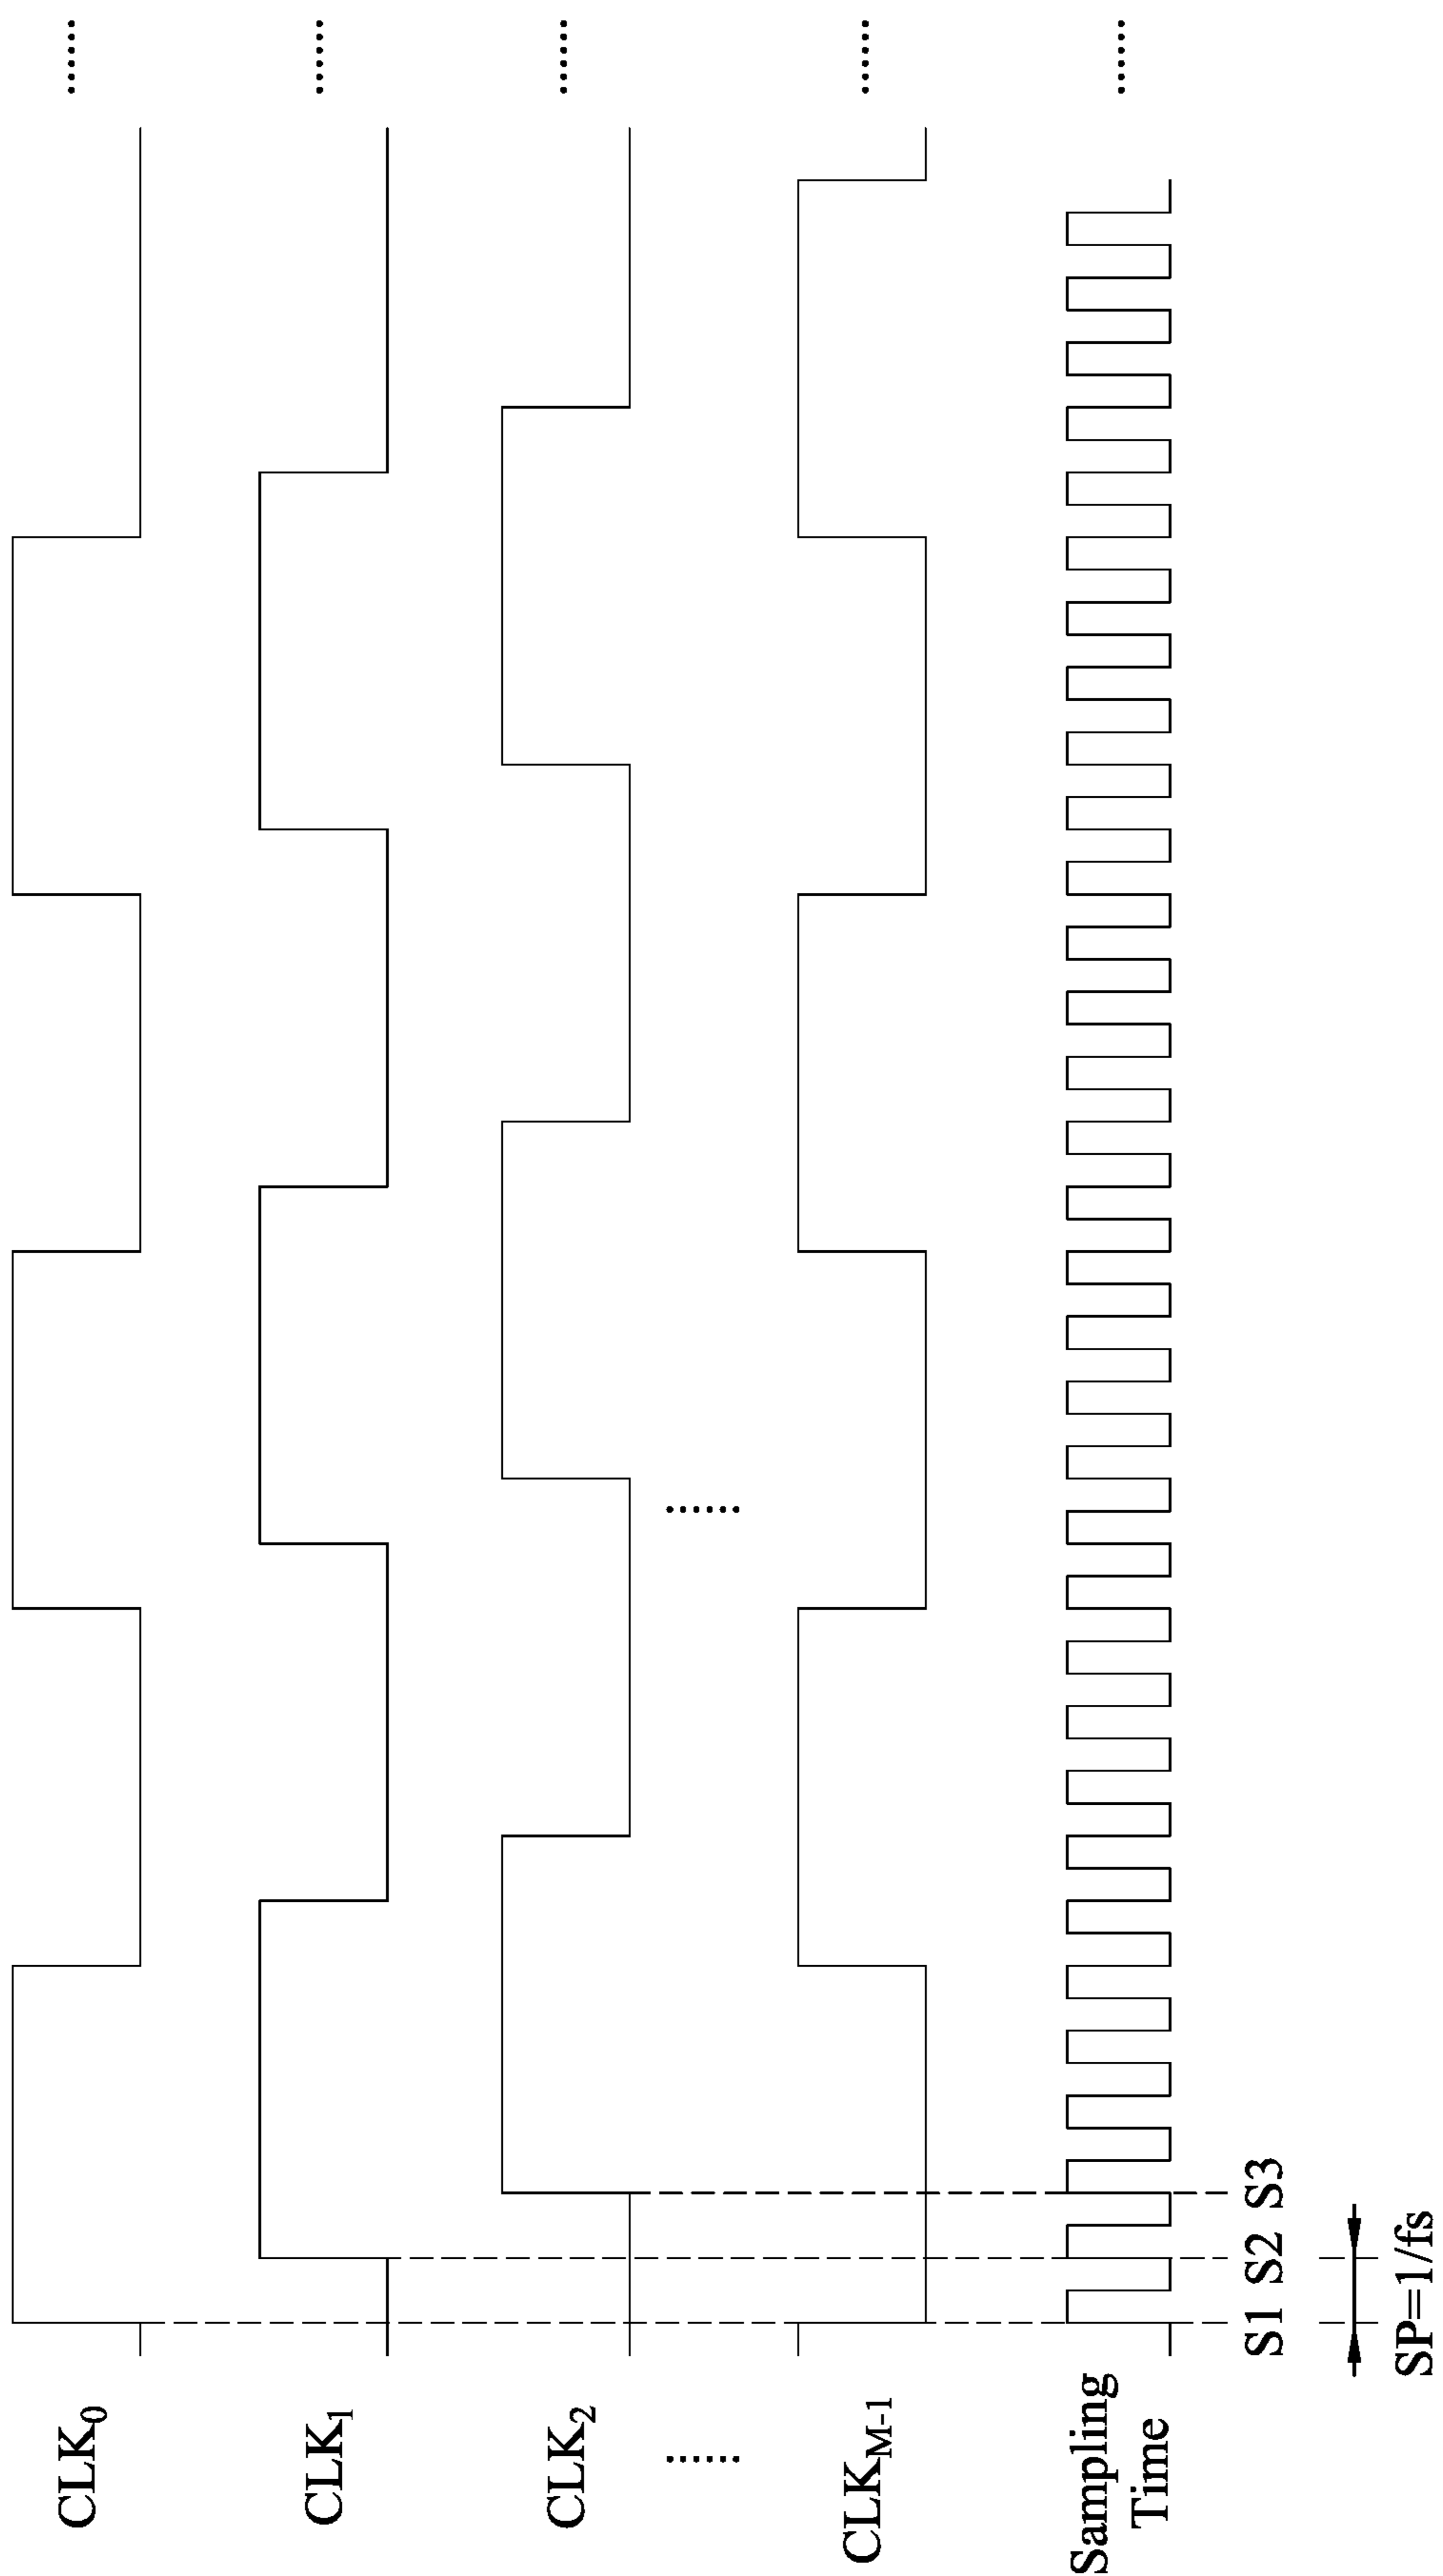 CLK0
CLK1
CLK2
......
CLKM-1
Sampling
Time
S1 S2 S3
SP=1/fs